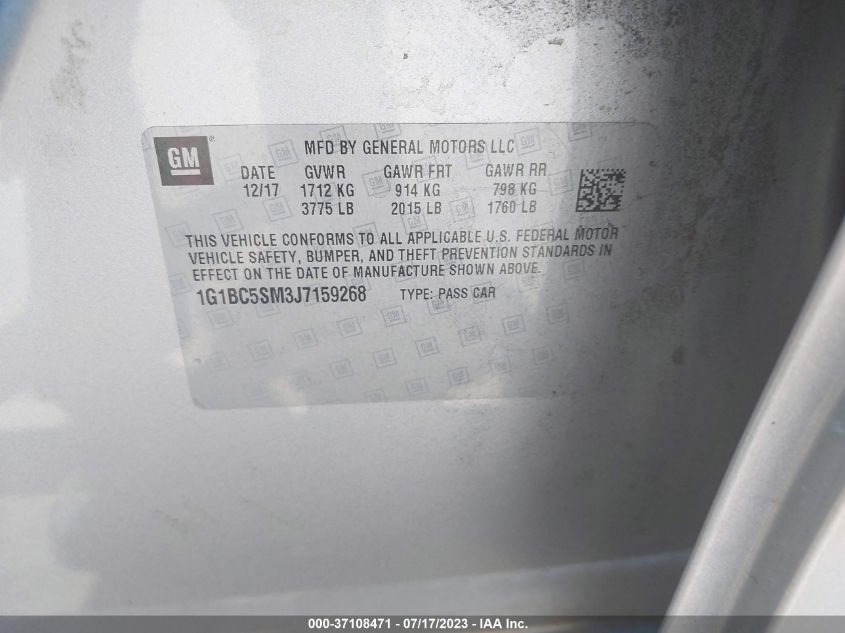 GM
MFD BY GENERAL MOTORS LLC
DATE GVWR GAWR FRT GAWR RR
12/17 1712 KG 914 KG 798 KG
3775 LB 2015 LB 1760 LB
THIS VEHICLE CONFORMS TO ALL APPLICABLE U.S. FEDERAL MOTOR
VEHICLE SAFETY, BUMPER, AND THEFT PREVENTION STANDARDS IN
EFFECT ON THE DATE OF MANUFACTURE SHOWN ABOVE.
1G1BC5SM3J7159268 TYPE: PASS CAR
000-37108471 - 07/17/2023 - IAA Inc.